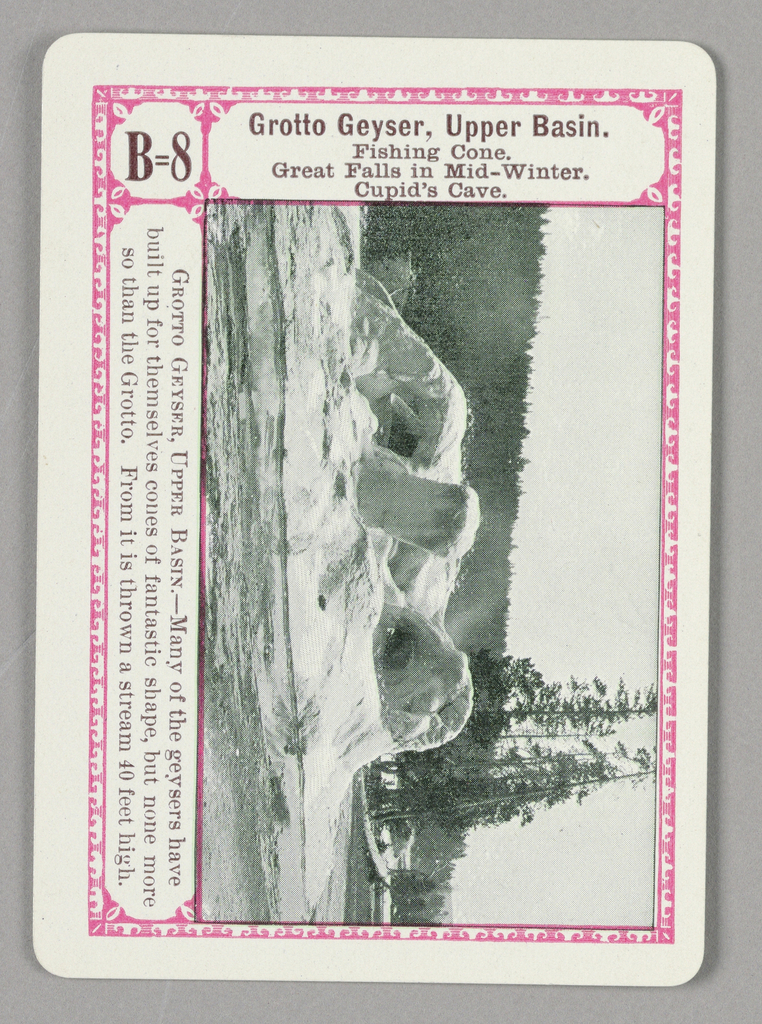 B=8
Grotto Geyser, Upper Basin.
Fishing Cone.
Great Falls in Mid-Winter.
Cupid's Cave.
Grotto Geyser, Upper Basin.—Many of the geysers have
built up for themselves cones of fantastic shape, but none more
so than the Grotto. From it is thrown a stream 40 feet high.